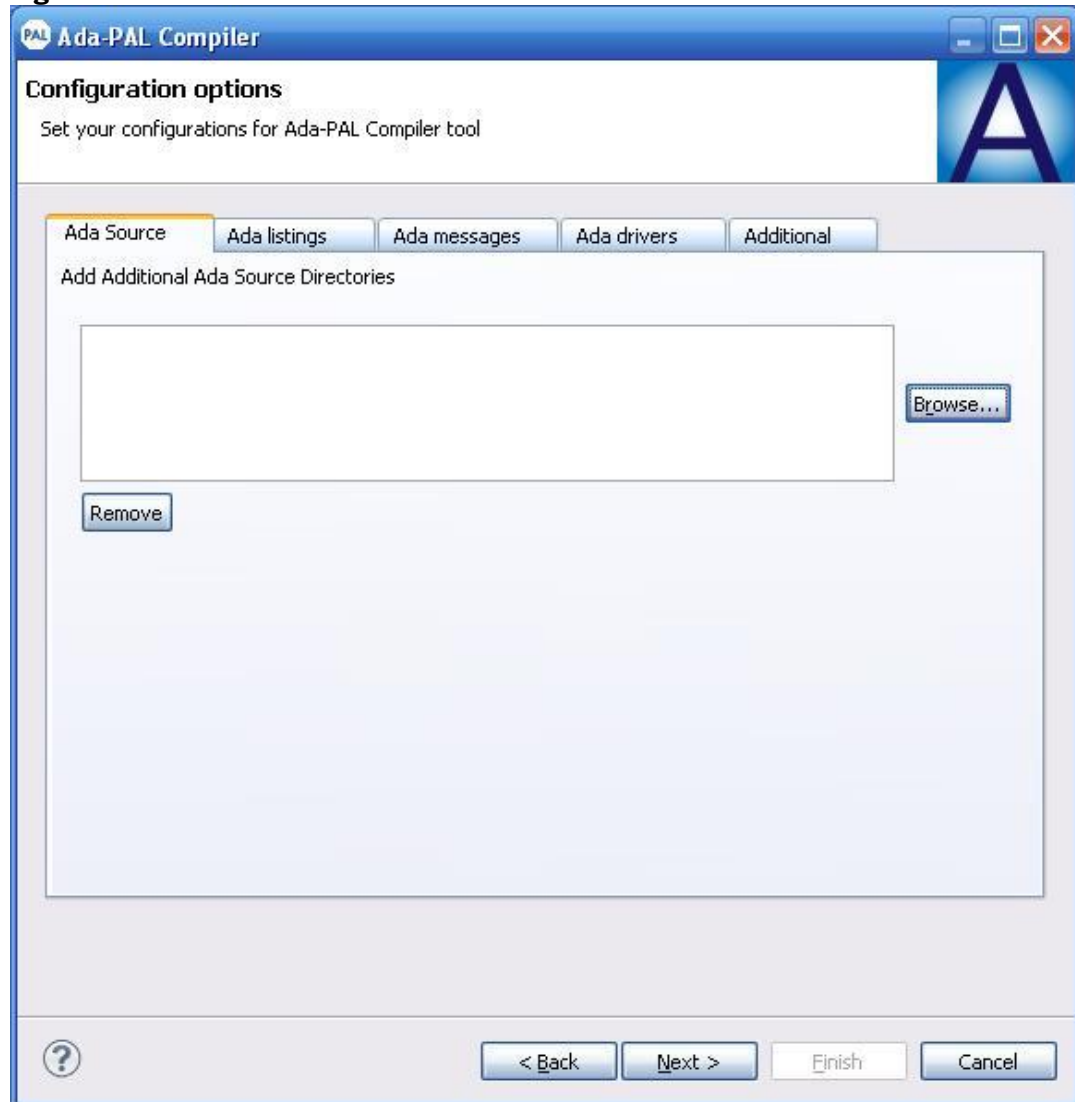 PAL Ada-PAL Compiler
Configuration options
Set your configurations for Ada-PAL Compiler tool
A
Ada Source Ada listings Ada messages Ada drivers Additional
Add Additional Ada Source Directories
Browse...
Remove
?
< Back Next > Finish Cancel